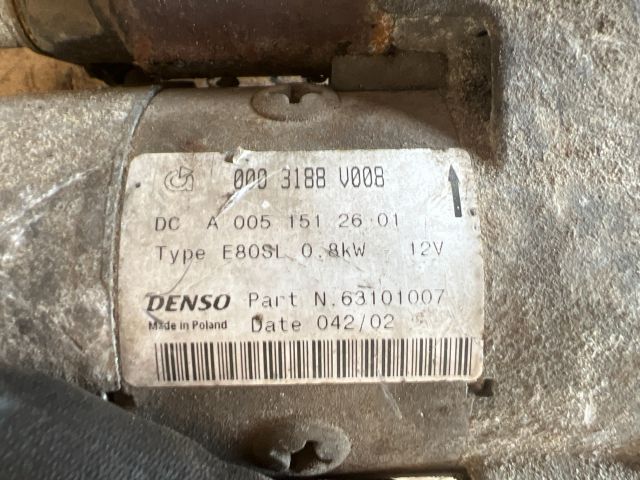 000 3188 V008
DC A 005 151 26 01
Type E80SL 0.8kW 12V
DENSO Part N.63101007
Made in Poland Date 042/02